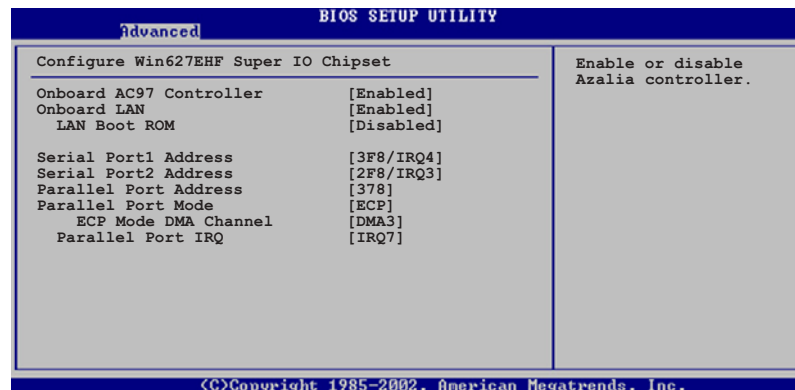 BIOS SETUP UTILITY
Advanced
Configure Win627EHF Super IO Chipset
Onboard AC97 Controller [Enabled]
Onboard LAN [Enabled]
LAN Boot ROM [Disabled]
Serial Port1 Address [3F8/IRQ4]
Serial Port2 Address [2F8/IRQ3]
Parallel Port Address [378]
Parallel Port Mode [ECP]
ECP Mode DMA Channel [DMA3]
Parallel Port IRQ [IRQ7]
Enable or disable
Azalia controller.
(C)Copyright 1985-2002, American Megatrends, Inc.